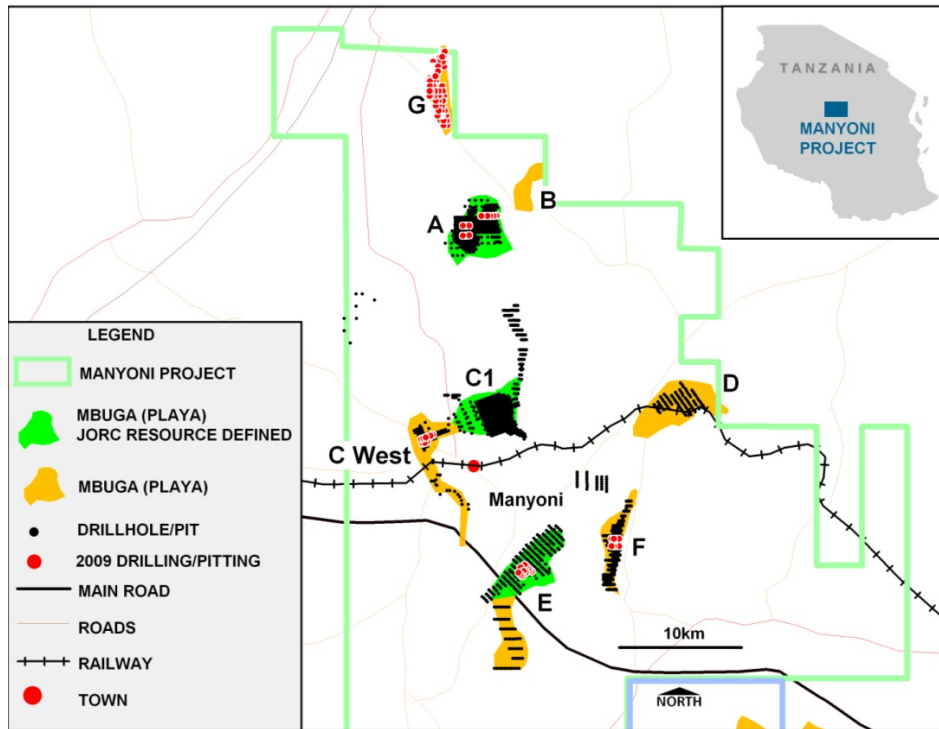 TANZANIA
MANYONI
PROJECT
G
B
A
C1
D
C West
Manyoni
F
E
10km
NORTH
LEGEND
MANYONI PROJECT
MBUGA (PLAYA)
JORC RESOURCE DEFINED
MBUGA (PLAYA)
DRILLHOLE/PIT
2009 DRILLING/PITTING
MAIN ROAD
ROADS
RAILWAY
TOWN